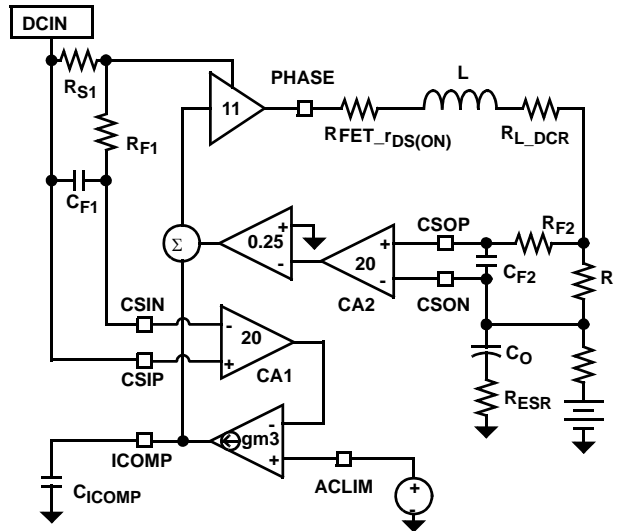 DCIN
RS1
RF1
CF1
11
PHASE
RFET_rDS(ON)
L
RL_DCR
Σ
0.25
+
-
20
+
-
CA2
CSOP
CSON
RF2
CF2
R
CSIN
CSIP
-
20
+
CA1
CO
RESR
ICOMP
gm3
-
+
CICOMP
ACLIM
+
-